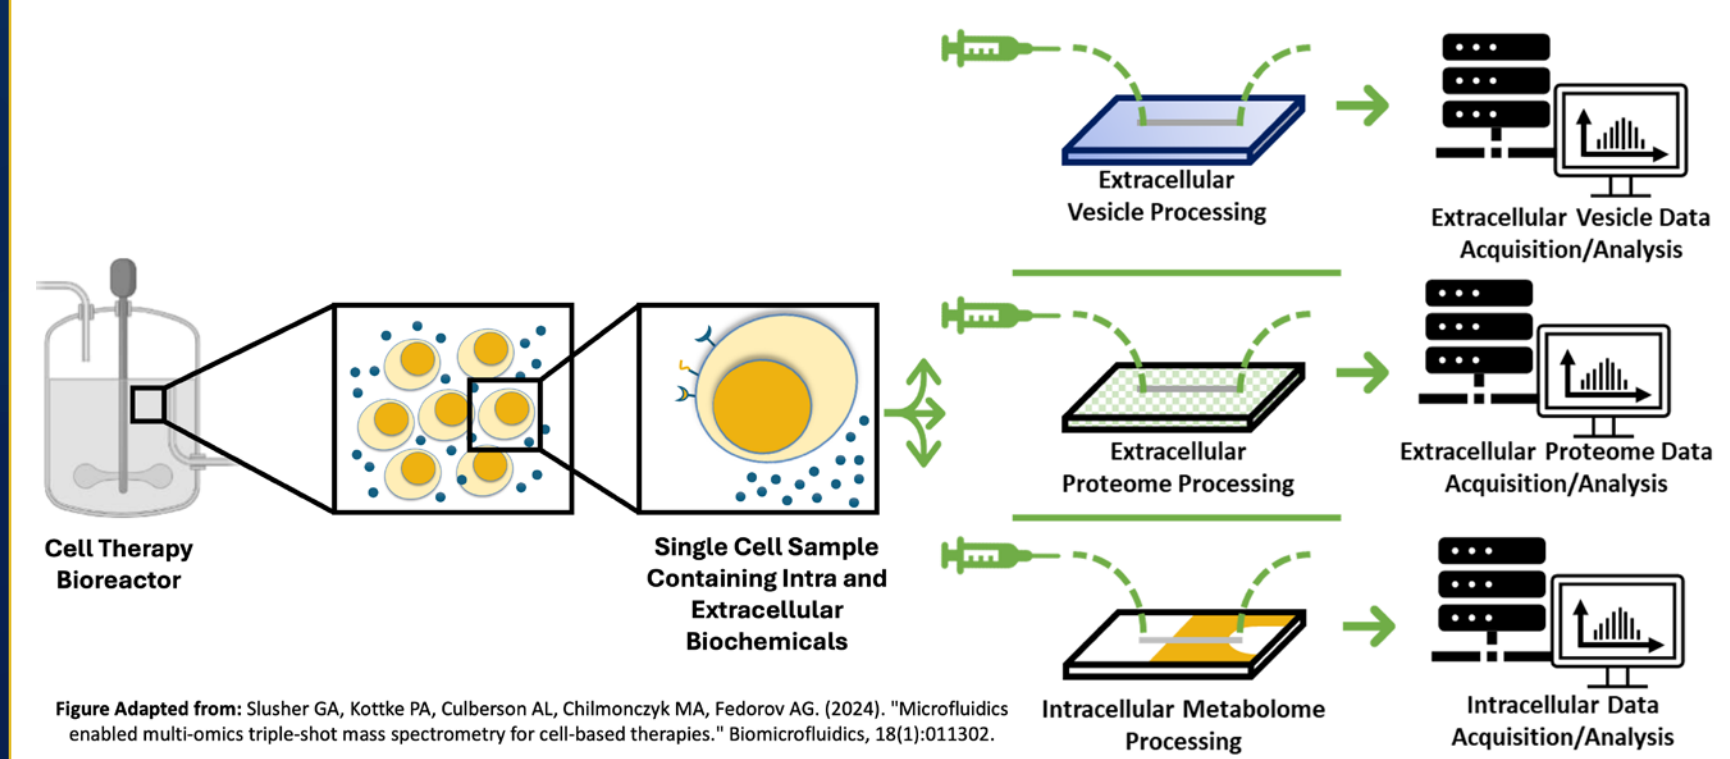 Extracellular
Vesicle Processing
Extracellular Vesicle Data
Acquisition/Analysis
Extracellular
Proteome Processing
Extracellular Proteome Data
Acquisition/Analysis
Cell Therapy
Bioreactor
Single Cell Sample
Containing Intra and
Extracellular
Biochemicals
Intracellular Metabolome
Processing
Intracellular Data
Acquisition/Analysis
Figure Adapted from: Slusher GA, Kottke PA, Culberson AL, Chilmonczyk MA, Fedorov AG. (2024). "Microfluidics
enabled multi-omics triple-shot mass spectrometry for cell-based therapies." Biomicrofluidics, 18(1):011302.